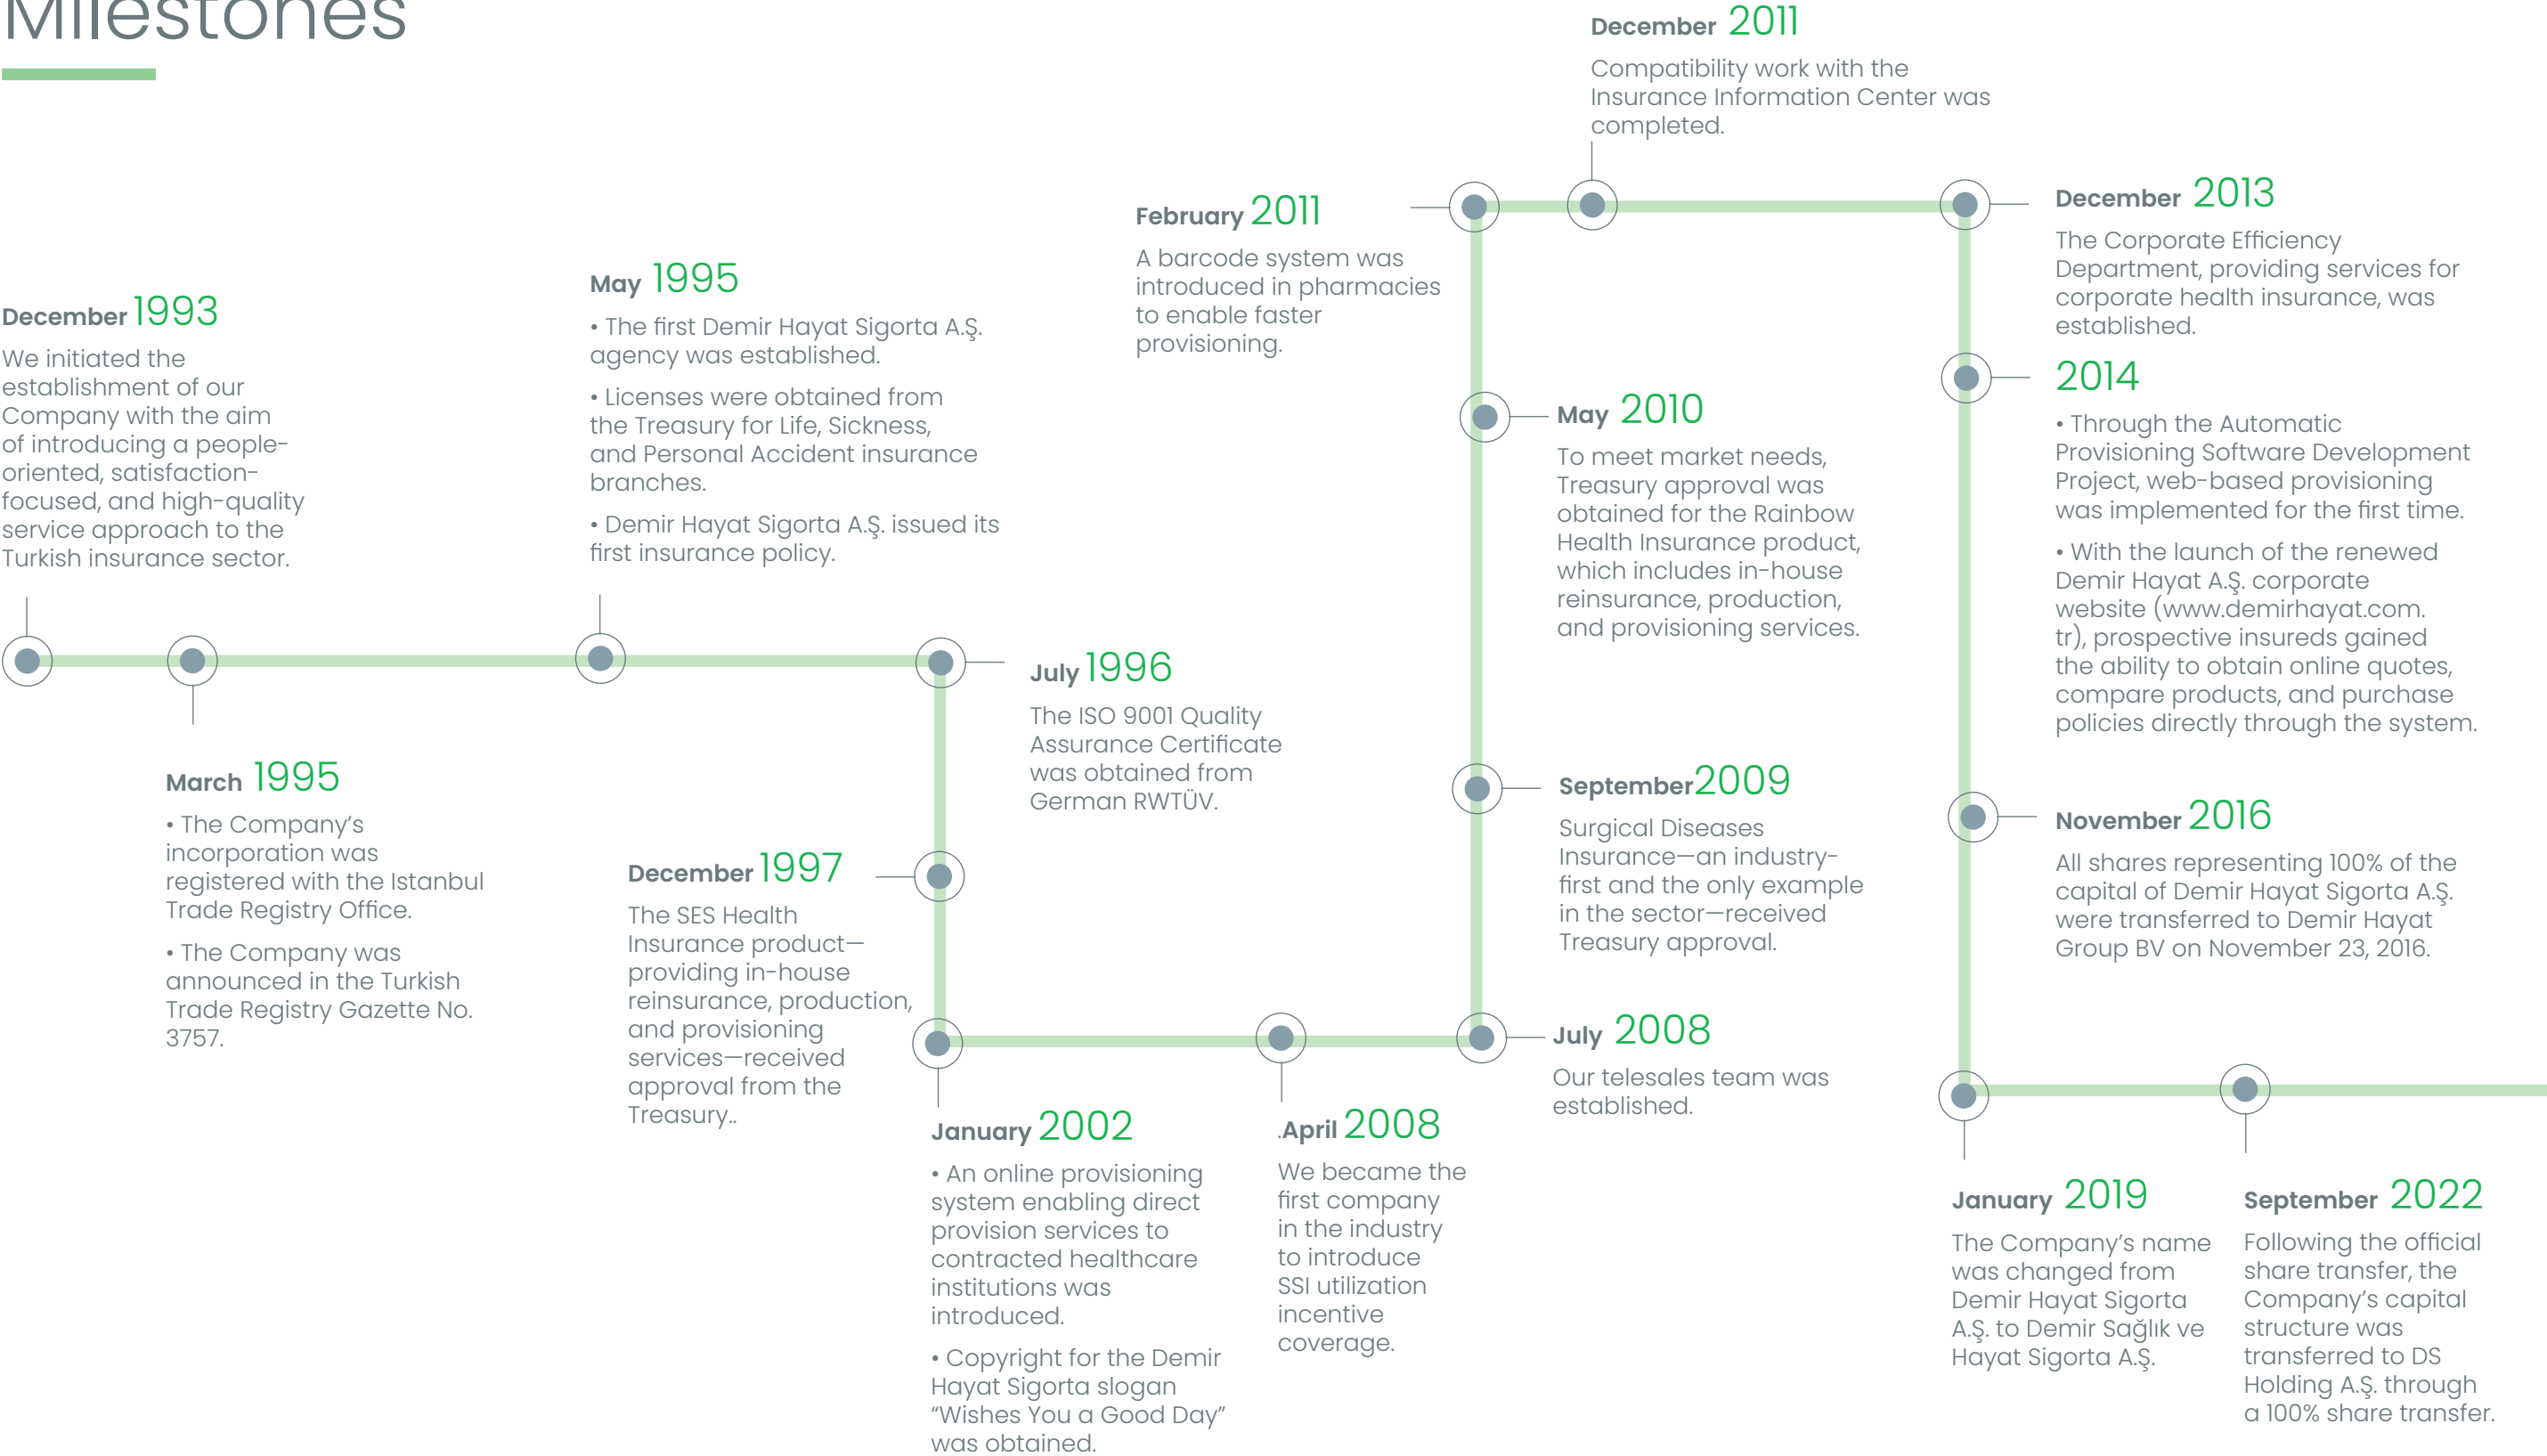 Milestones
December 1993
We initiated the
establishment of our
Company with the aim
of introducing a people-
oriented, satisfaction-
focused, and high-quality
service approach to the
Turkish insurance sector.
March 1995
• The Company's
incorporation was
registered with the Istanbul
Trade Registry Office.
• The Company was
announced in the Turkish
Trade Registry Gazette No.
3757.
May 1995
• The first Demir Hayat Sigorta A.Ş.
agency was established.
• Licenses were obtained from
the Treasury for Life, Sickness,
and Personal Accident insurance
branches.
• Demir Hayat Sigorta A.Ş. issued its
first insurance policy.
July 1996
The ISO 9001 Quality
Assurance Certificate
was obtained from
German RWTÜV.
December 1997
The SES Health
Insurance product—
providing in-house
reinsurance, production,
and provisioning
services—received
approval from the
Treasury..
January 2002
• An online provisioning
system enabling direct
provision services to
contracted healthcare
institutions was
introduced.
• Copyright for the Demir
Hayat Sigorta slogan
“Wishes You a Good Day”
was obtained.
.April 2008
We became the
first company
in the industry
to introduce
SSI utilization
incentive
coverage.
July 2008
Our telesales team was
established.
September 2009
Surgical Diseases
Insurance—an industry-
first and the only example
in the sector—received
Treasury approval.
May 2010
To meet market needs,
Treasury approval was
obtained for the Rainbow
Health Insurance product,
which includes in-house
reinsurance, production,
and provisioning services.
February 2011
A barcode system was
introduced in pharmacies
to enable faster
provisioning.
December 2011
Compatibility work with the
Insurance Information Center was
completed.
December 2013
The Corporate Efficiency
Department, providing services for
corporate health insurance, was
established.
2014
• Through the Automatic
Provisioning Software Development
Project, web-based provisioning
was implemented for the first time.
• With the launch of the renewed
Demir Hayat A.Ş. corporate
website (www.demirhayat.com.
tr), prospective insureds gained
the ability to obtain online quotes,
compare products, and purchase
policies directly through the system.
November 2016
All shares representing 100% of the
capital of Demir Hayat Sigorta A.Ş.
were transferred to Demir Hayat
Group BV on November 23, 2016.
January 2019
The Company's name
was changed from
Demir Hayat Sigorta
A.Ş. to Demir Sağlık ve
Hayat Sigorta A.Ş.
September 2022
Following the official
share transfer, the
Company's capital
structure was
transferred to DS
Holding A.Ş. through
a 100% share transfer.